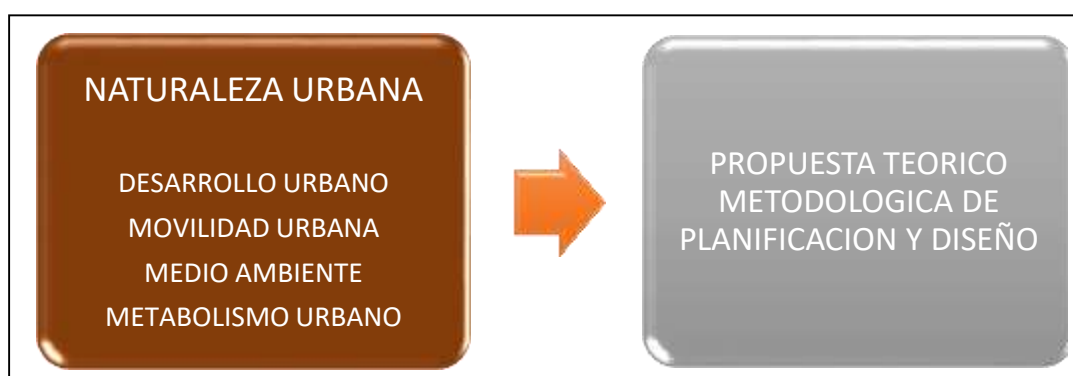 NATURALEZA URBANA
DESARROLLO URBANO
MOVILIDAD URBANA
MEDIO AMBIENTE
METABOLISMO URBANO
PROPUESTA TEORICO
METODOLOGICA DE
PLANIFICACION Y DISEÑO